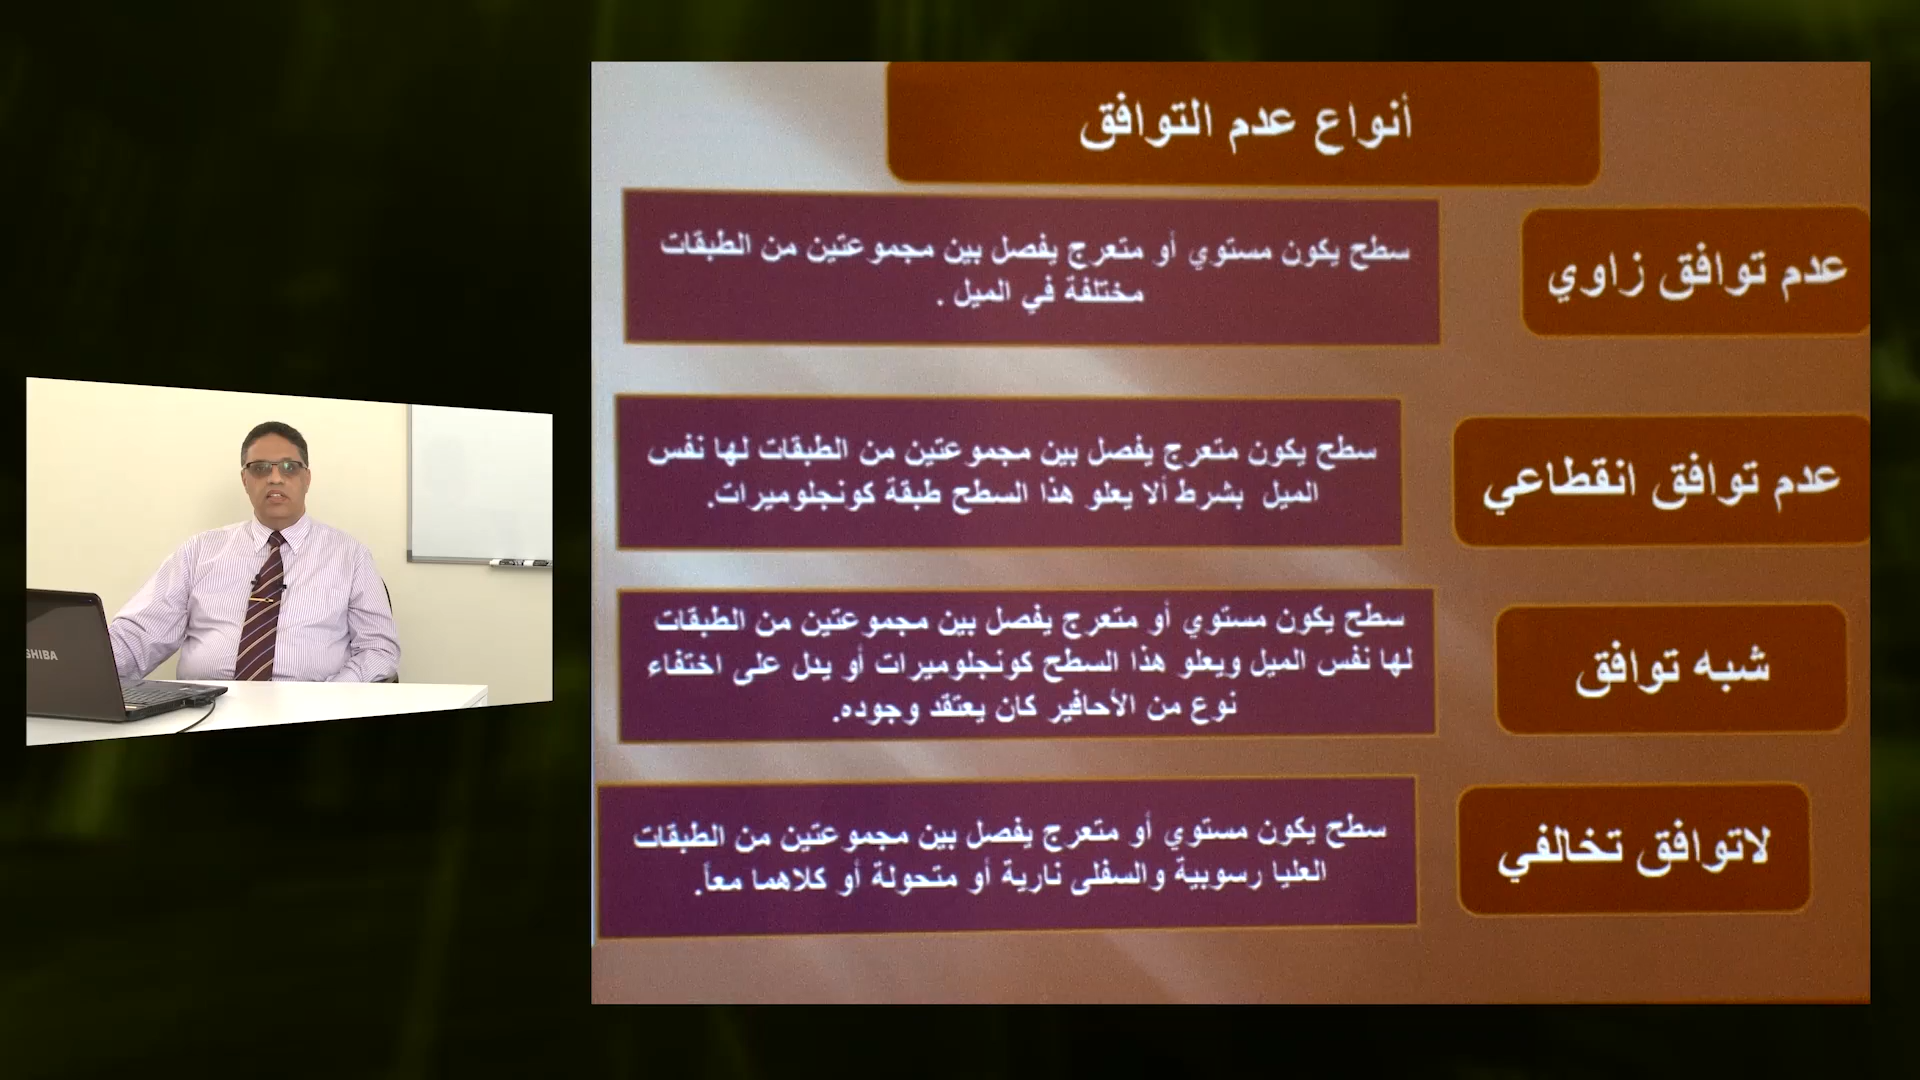 أنواع عدم التوافق
عدم توافق زاوي
سطح يكون مستوي أو متعرج يفصل بين مجموعتين من الطبقات
مختلفة في الميل .
عدم توافق انقطاعي
سطح يكون متعرج يفصل بين مجموعتين من الطبقات لها نفس
الميل بشرط ألا يعلو هذا السطح طبقة كونجلوميرات.
شبه توافق
سطح يكون مستوي أو متعرج يفصل بين مجموعتين من الطبقات
لها نفس الميل ويعلو هذا السطح كونجلوميرات أو يدل على اختفاء
نوع من الأحافير كان يعتقد وجوده.
لاتوافق تخالفي
سطح يكون مستوي أو متعرج يفصل بين مجموعتين من الطبقات
العليا رسوبية والسفلى نارية أو متحولة أو كلاهما معاً.
SHIBA